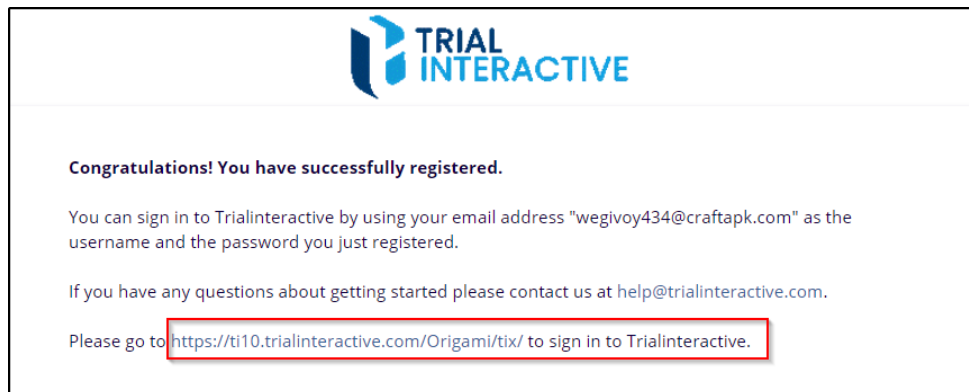 TRIAL
INTERACTIVE
Congratulations! You have successfully registered.
You can sign in to Trialinteractive by using your email address "wegivoy434@craftapk.com" as the
username and the password you just registered.
If you have any questions about getting started please contact us at help@trialinteractive.com.
Please go to https://ti10.trialinteractive.com/Origami/tix/ to sign in to Trialinteractive.